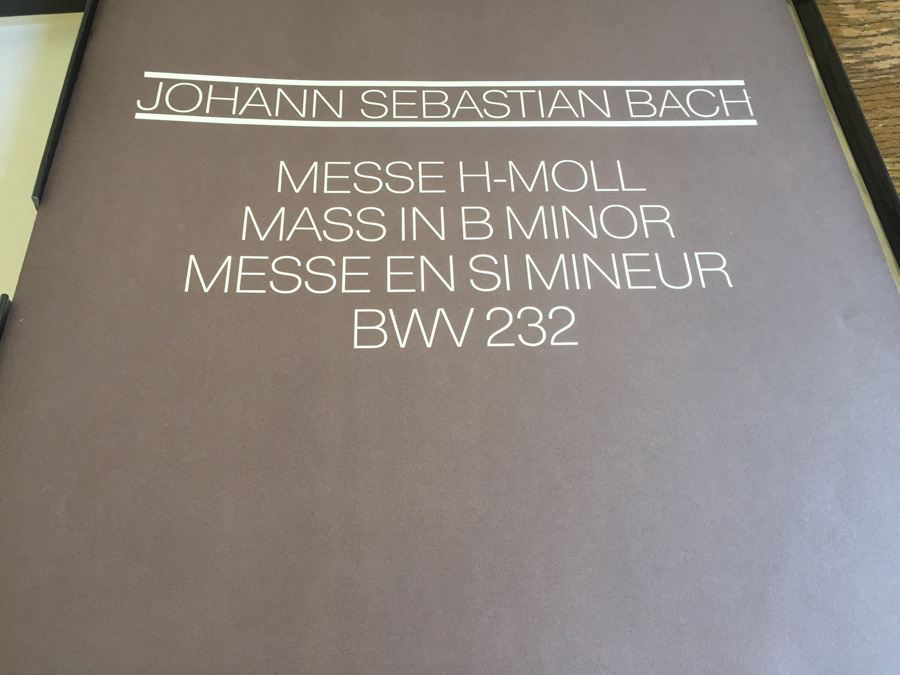 JOHANN SEBASTIAN BACH
MESSE H-MOLL
MASS IN B MINOR
MESSE EN SI MINEUR
BWV 232